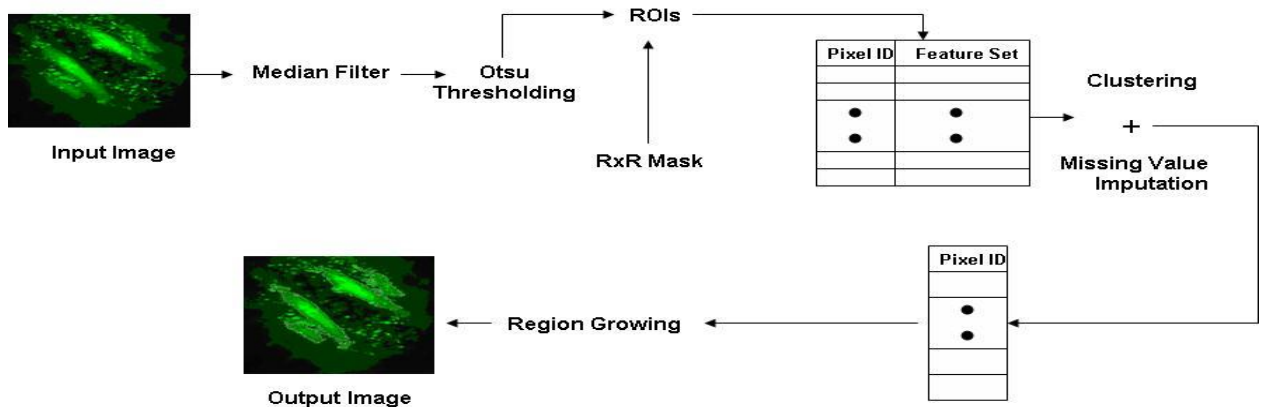 Input Image
Median Filter
Otsu
Thresholding
ROIs
RxR Mask
Pixel ID Feature Set
Clustering
+
Missing Value
Imputation
Pixel ID
Region Growing
Output Image